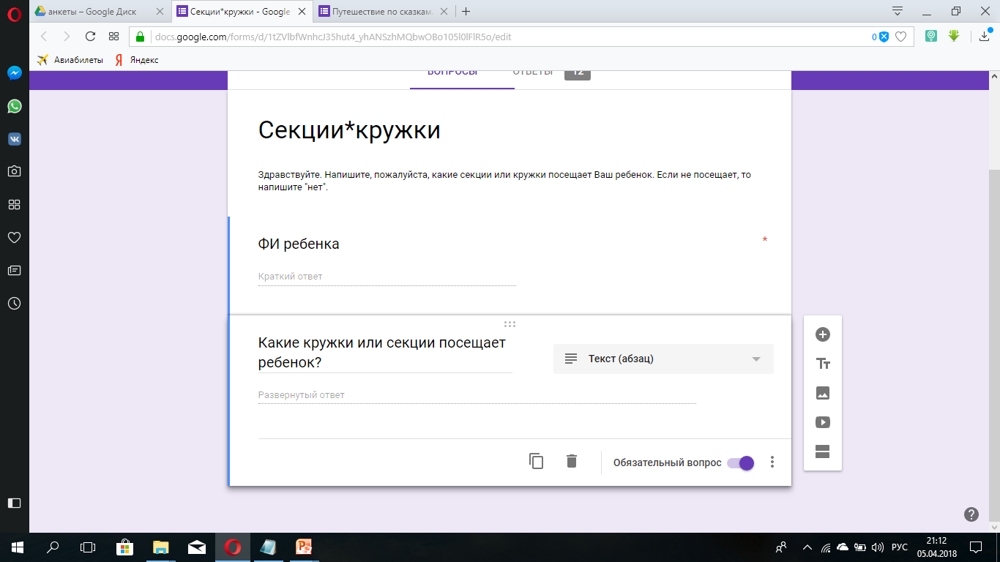 анкеты – Google Диск
Секции*кружки - Google
Путешествие по сказкам.
docs.google.com/forms/d/1tZVlbfWnhcJ35hut4_yhANSzhMQbwOBo105I0lFlR5o/edit
0
Авиабилеты
Яндекс
ВОПРОСЫ
ОТВЕТЫ
12
Секции*кружки
Здравствуйте. Напишите, пожалуйста, какие секции или кружки посещает Ваш ребенок. Если не посещает, то
напишите "нет".
ФИ ребенка *
Краткий ответ
Какие кружки или секции посещает
ребенок?
Текст (абзац)
Развернутый ответ
Обязательный вопрос
РУС
21:12
05.04.2018